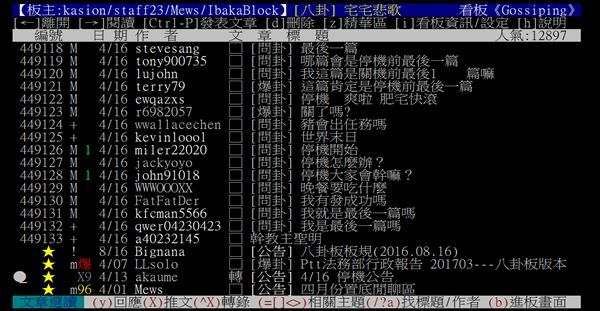 【板主:kasion/staff23/Mews/IbakaBlock】[八卦] 宅宅悲歌 看板《Gossiping》
[←]離開 [→]閱讀 [Ctrl-P]發表文章 [d]刪除 [z]精華區 [i]看板資訊/設定 [h]說明
編號 日 期 作 者 文 章 標 題 人氣:12897
449118 M 4/16 stevesang □ [問卦] 最後一篇
449119 M 4/16 tony900735 □ [問卦] 哪篇會是停機前最後一篇
449120 M 4/16 lujohn □ [問卦] 我這篇是關機前最後1 篇嘛
449121 M 4/16 terry79 □ [爆卦] 這篇肯定是停機前最後一篇
449122 M 4/16 ewqazxs □ [問卦] 停機 爽啦 肥宅快滾
449123 M 4/16 r6982057 □ [問卦] 關了嗎?
449124 + 4/16 wwallacechen □ [問卦] 豬會出任務嗎
449125 + 4/16 kevinloool □ [問卦] 世界末日
449126 M 1 4/16 miler22020 □ [問卦] 停機開始
449127 M 4/16 jackyoyo □ [問卦] 停機怎麼辦?
449128 M 1 4/16 john91018 □ [問卦] 停機大家會幹嘛?
449129 M 4/16 WWWOOOXX □ [問卦] 晚餐要吃什麼
449130 M 4/16 FatFatDer □ [問卦] 我有發成功嗎
449131 M 4/16 kfcman5566 □ [問卦] 我就是最後一篇嗎
449132 + 4/16 qwer04230423 □ [問卦] 我是最後一篇嗎
449133 + 4/16 a40232145 □ 幹教主聖明
★ ! 8/16 Bignana □ [公告] 八卦板板規(2016.08.16)
★ m爆 4/07 LLsolo □ [爆卦] Ptt法務部行政報告 201703---八卦板版本
● ★ X9 4/13 akaume 轉 [公告] 4/16 停機公告
★ m96 4/01 Mews □ [公告] 四月份置底閒聊區
文章選讀 (y)回應(X)推文(^X)轉錄 (=[]<>)相關主題(/?a)找標題/作者 (b)進板畫面